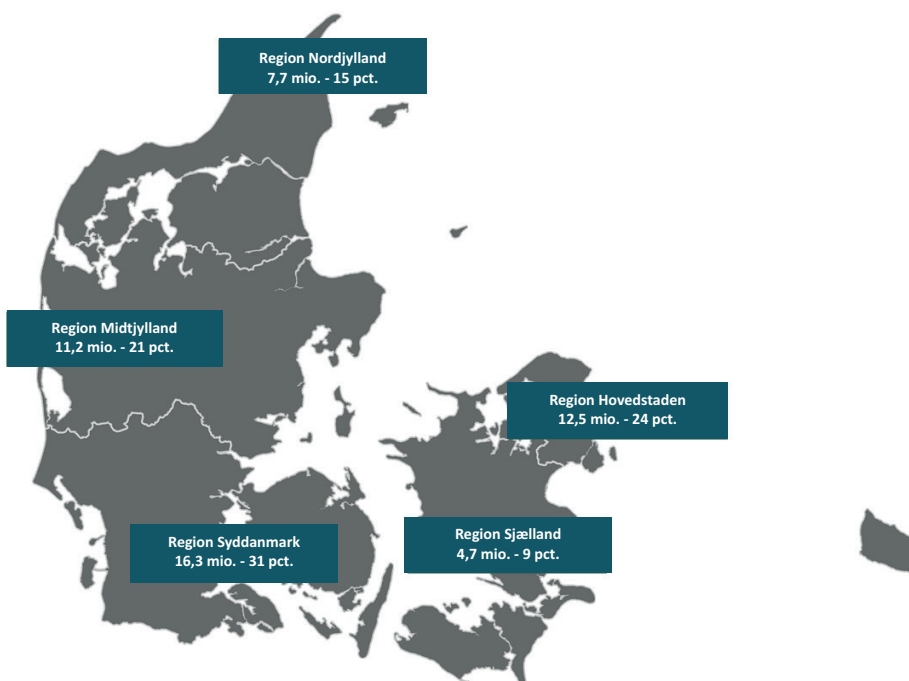 Region Nordjylland
7,7 mio. - 15 pct.
Region Midtjylland
11,2 mio. - 21 pct.
Region Hovedstaden
12,5 mio. - 24 pct.
Region Syddanmark
16,3 mio. - 31 pct.
Region Sjælland
4,7 mio. - 9 pct.